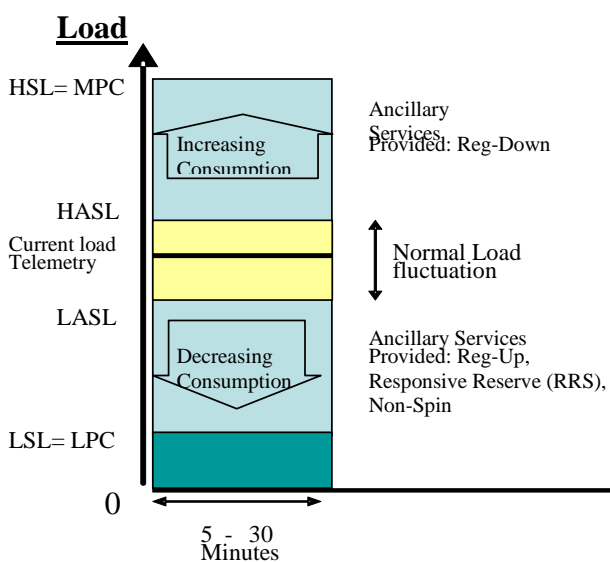 Load
HSL= MPC
Ancillary
Services
Provided: Reg-Down
Increasing
Consumption
HASL
Current load
Telemetry
Normal Load
fluctuation
LASL
Ancillary Services
Provided: Reg-Up,
Responsive Reserve (RRS),
Non-Spin
Decreasing
Consumption
LSL= LPC
0
5 - 30
Minutes